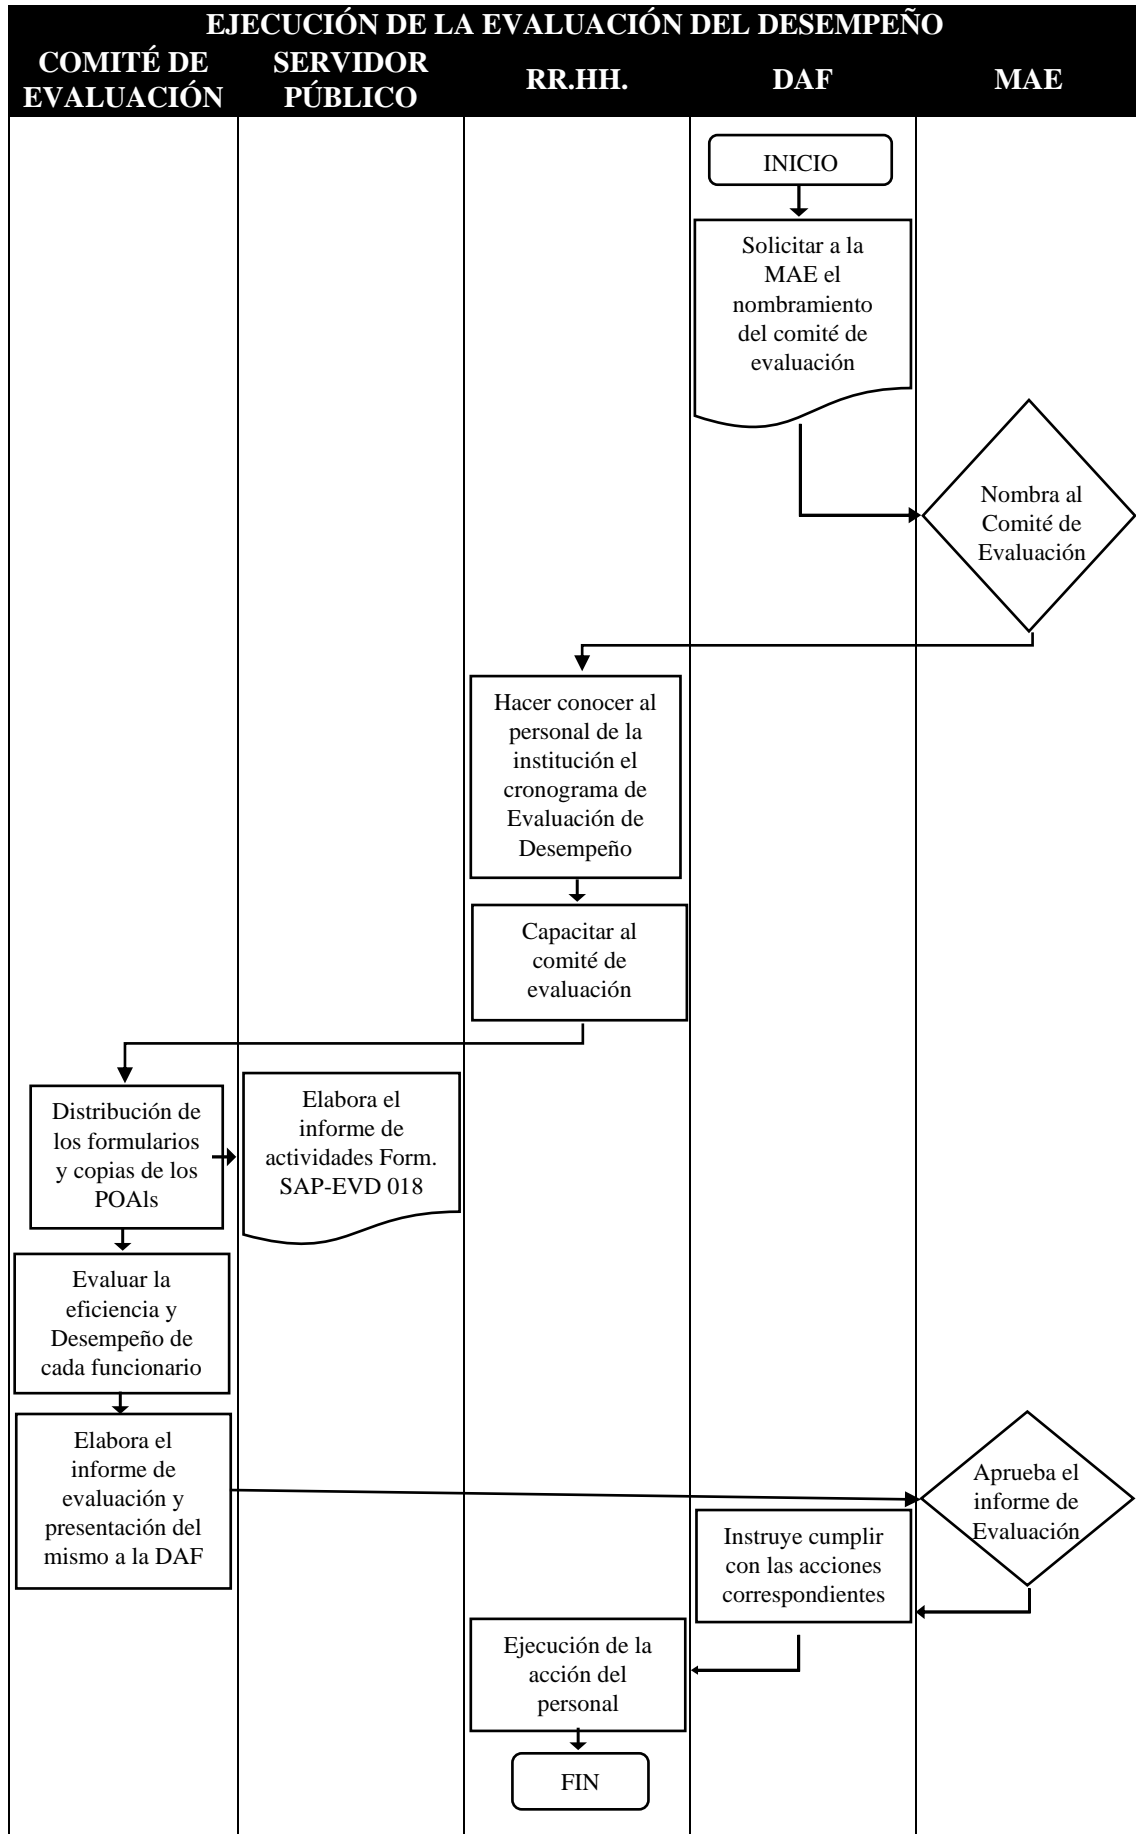 EJECUCIÓN DE LA EVALUACIÓN DEL DESEMPEÑO
COMITÉ DE
EVALUACIÓN
SERVIDOR
PÚBLICO
RR.HH.
DAF
MAE
INICIO
Solicitar a la
MAE el
nombramiento
del comité de
evaluación
Nombra al
Comité de
Evaluación
Hacer conocer al
personal de la
institución el
cronograma de
Evaluación de
Desempeño
Capacitar al
comité de
evaluación
Distribución de
los formularios
y copias de los
POAls
Elabora el
informe de
actividades Form.
SAP-EVD 018
Evaluar la
eficiencia y
Desempeño de
cada funcionario
Elabora el
informe de
evaluación y
presentación del
mismo a la DAF
Aprueba el
informe de
Evaluación
Instruye cumplir
con las acciones
correspondientes
Ejecución de la
acción del
personal
FIN